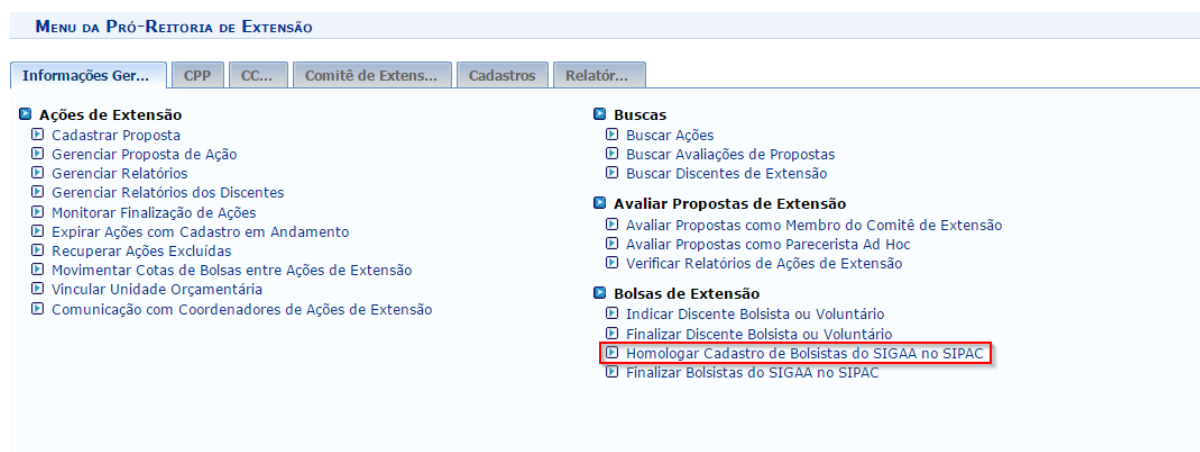 MENU DA PRÓ-REITORIA DE EXTENSÃO
Informações Ger...
CPP
CC...
Comitê de Extens...
Cadastros
Relatór...
Ações de Extensão
Cadastrar Proposta
Gerenciar Proposta de Ação
Gerenciar Relatórios
Gerenciar Relatórios dos Discentes
Monitorar Finalização de Ações
Expirar Ações com Cadastro em Andamento
Recuperar Ações Excluídas
Movimentar Cotas de Bolsas entre Ações de Extensão
Vincular Unidade Orçamentária
Comunicação com Coordenadores de Ações de Extensão
Buscas
Buscar Ações
Buscar Avaliações de Propostas
Buscar Discentes de Extensão
Avaliar Propostas de Extensão
Avaliar Propostas como Membro do Comitê de Extensão
Avaliar Propostas como Parecerista Ad Hoc
Verificar Relatórios de Ações de Extensão
Bolsas de Extensão
Indicar Discente Bolsista ou Voluntário
Finalizar Discente Bolsista ou Voluntário
Homologar Cadastro de Bolsistas do SIGAA no SIPAC
Finalizar Bolsistas do SIGAA no SIPAC